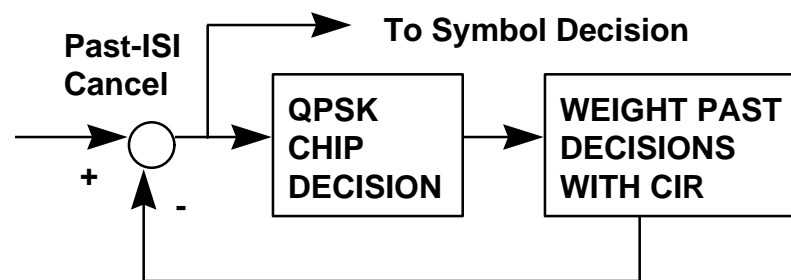 To Symbol Decision
Past-ISI
Cancel
QPSK
CHIP
DECISION
WEIGHT PAST
DECISIONS
WITH CIR
+
-